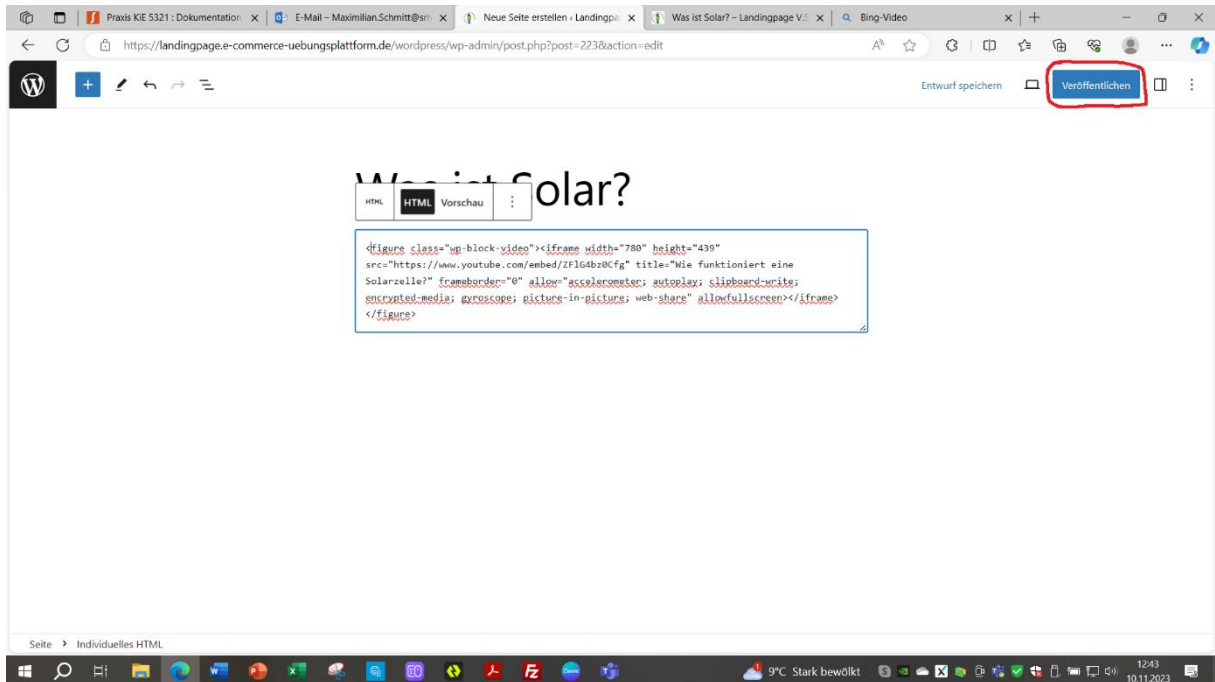 Praxis KiE 5321 : Dokumentation
E-Mail – Maximilian.Schmitt@srh
Neue Seite erstellen ‹ Landingpa
Was ist Solar? – Landingpage V.S
Bing-Video
https://landingpage.e-commerce-uebungsplattform.de/wordpress/wp-admin/post.php?post=223&action=edit
Entwurf speichern
Veröffentlichen
Was ist Solar?
HTML HTML Vorschau
<figure class="wp-block-video"><iframe width="780" height="439"
src="https://www.youtube.com/embed/ZFlG4bz0Cfg" title="Wie funktioniert eine
Solarzelle?" frameborder="0" allow="accelerometer; autoplay; clipboard-write;
encrypted-media; gyroscope; picture-in-picture; web-share" allowfullscreen></iframe>
</figure>
Seite > Individuelles HTML
9°C Stark bewölkt
12:43
10.11.2023